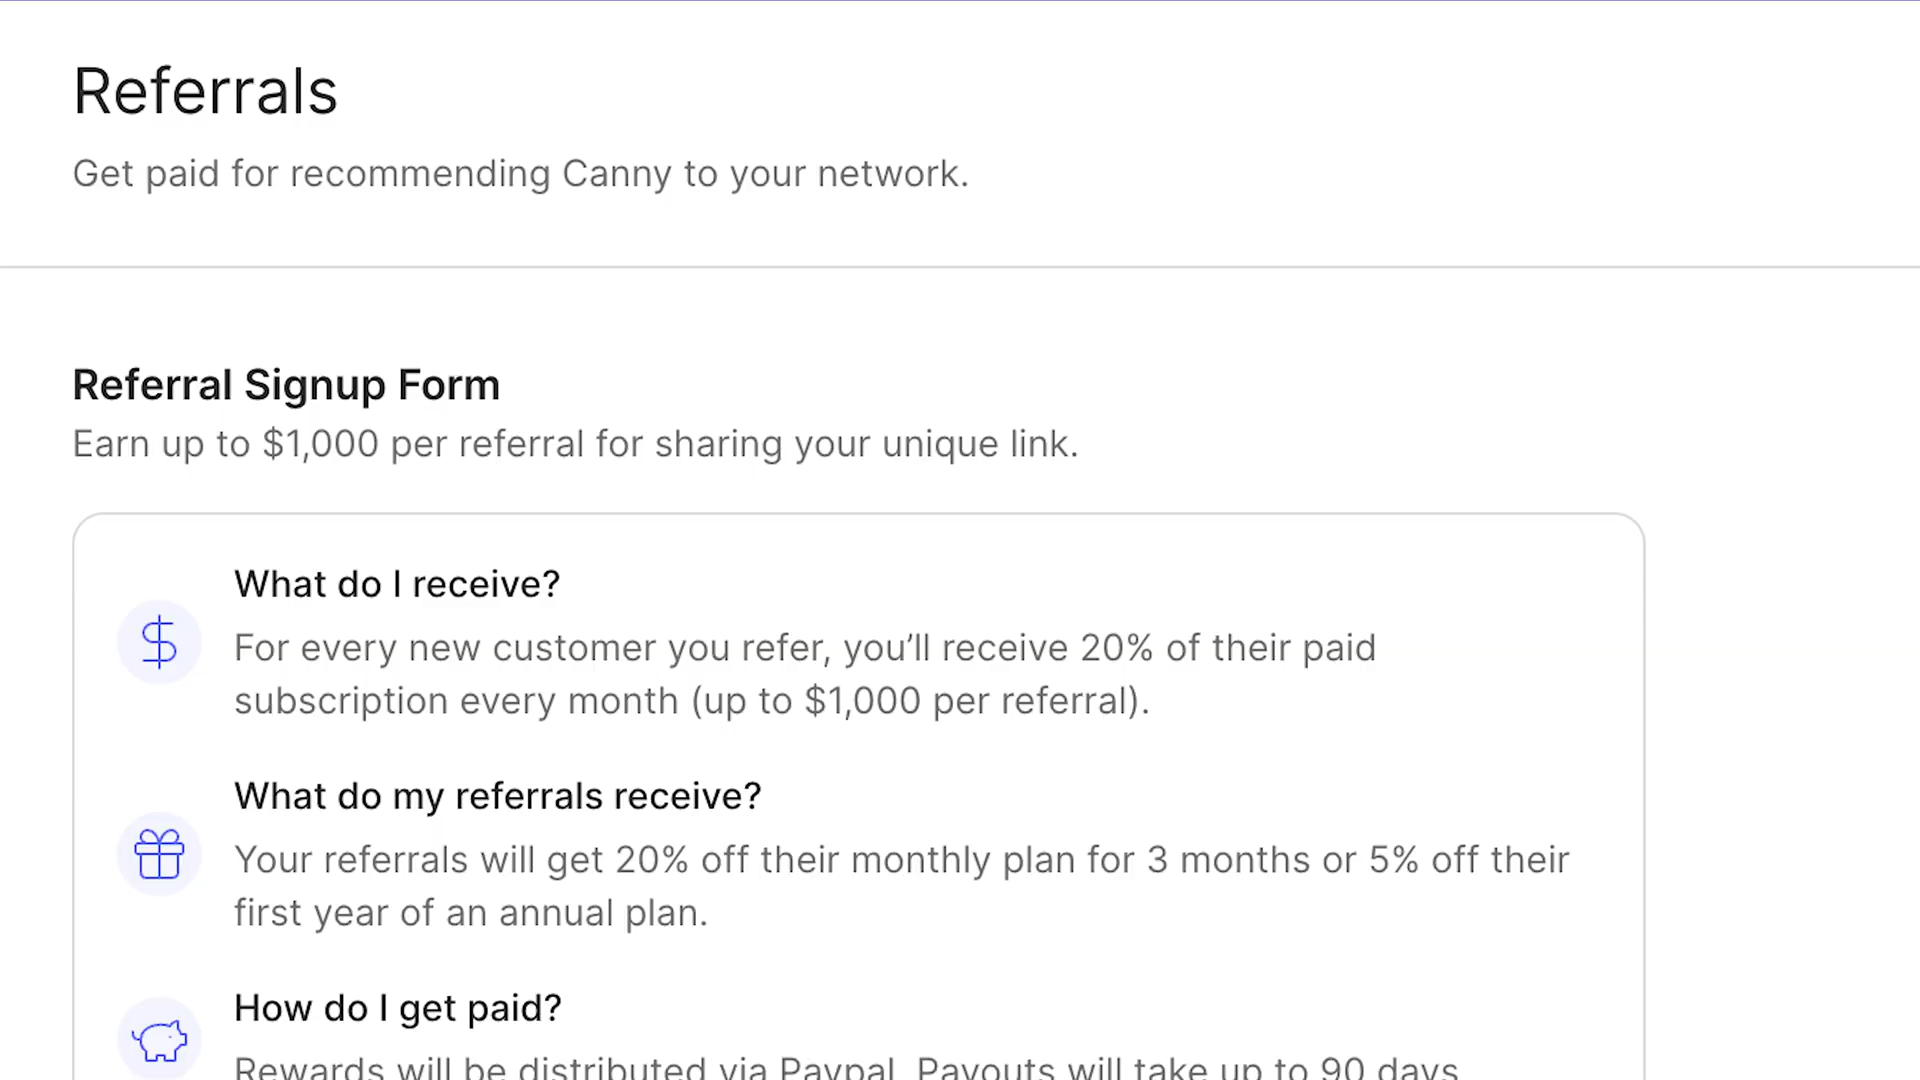 Referrals
Get paid for recommending Canny to your network.
Referral Signup Form
Earn up to $1,000 per referral for sharing your unique link.
What do I receive?
For every new customer you refer, you’ll receive 20% of their paid
subscription every month (up to $1,000 per referral).
What do my referrals receive?
Your referrals will get 20% off their monthly plan for 3 months or 5% off their
first year of an annual plan.
How do I get paid?
Rewards will be distributed via Paypal. Payouts will take up to 90 days